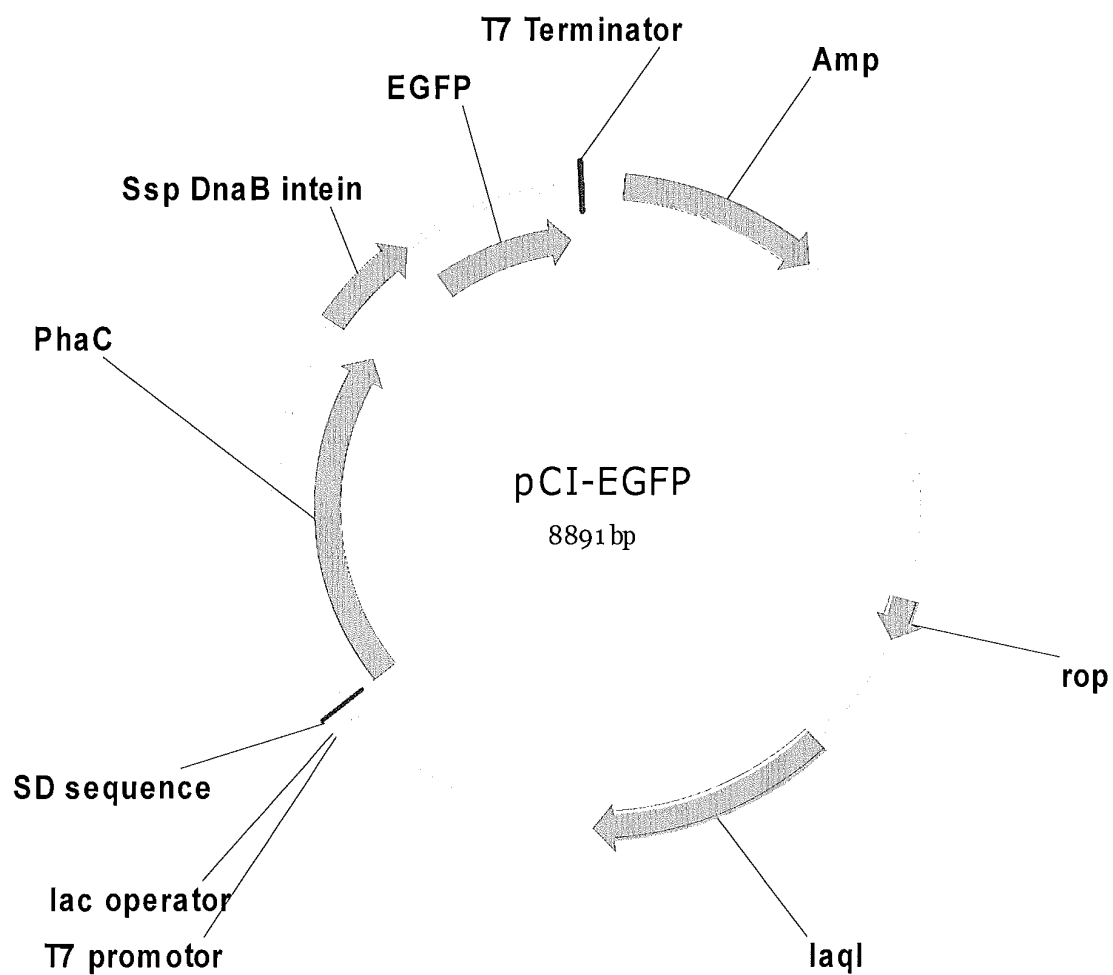 T7 Terminator
Amp
EGFP
Ssp DnaB intein
PhaC
pCI-EGFP
8891bp
rop
SD sequence
lac operator
T7 promotor
laqI